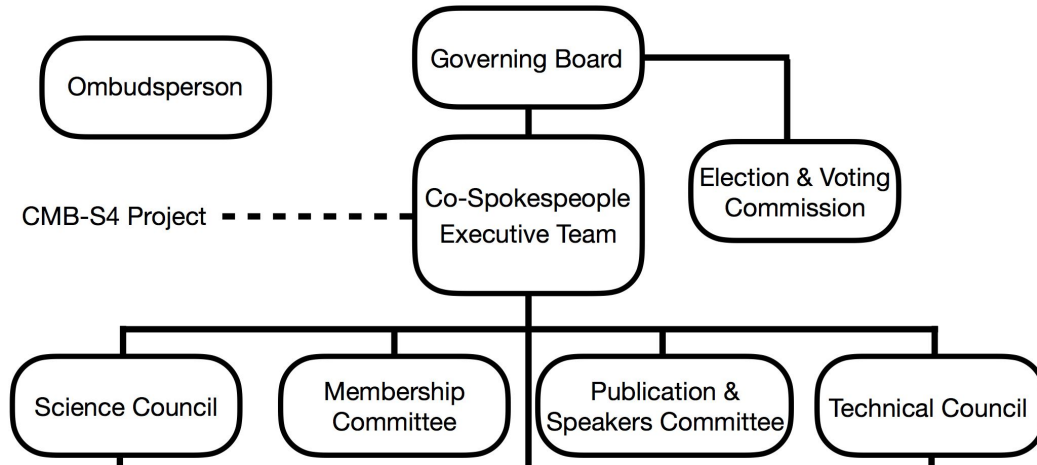 Governing Board
Ombudsperson
Election & Voting
Commission
Co-Spokespeople
Executive Team
CMB-S4 Project
Science Council
Membership
Committee
Publication &
Speakers Committee
Technical Council